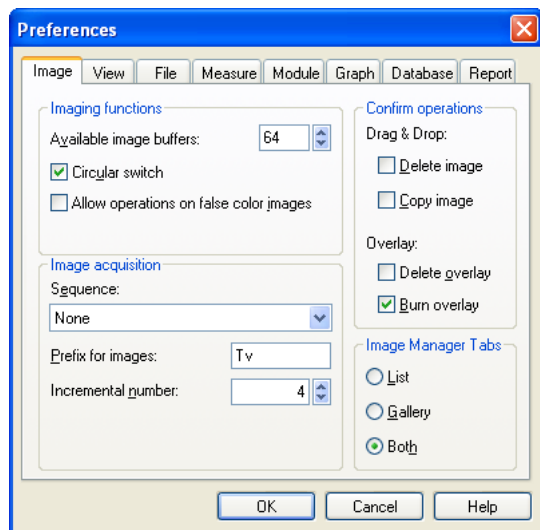 Preferences
Image View File Measure Module Graph Database Report
Imaging functions
Available image buffers: 64
Circular switch
Allow operations on false color images
Image acquisition
Sequence:
None
Prefix for images: Tv
Incremental number: 4
Confirm operations
Drag & Drop:
Delete image
Copy image
Overlay:
Delete overlay
Burn overlay
Image Manager Tabs
List
Gallery
Both
OK Cancel Help